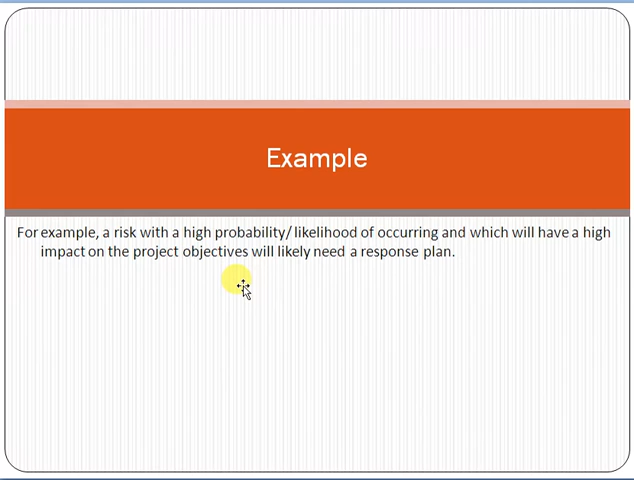 Example
For example, a risk with a high probability/ likelihood of occurring and which will have a high
impact on the project objectives will likely need a response plan.